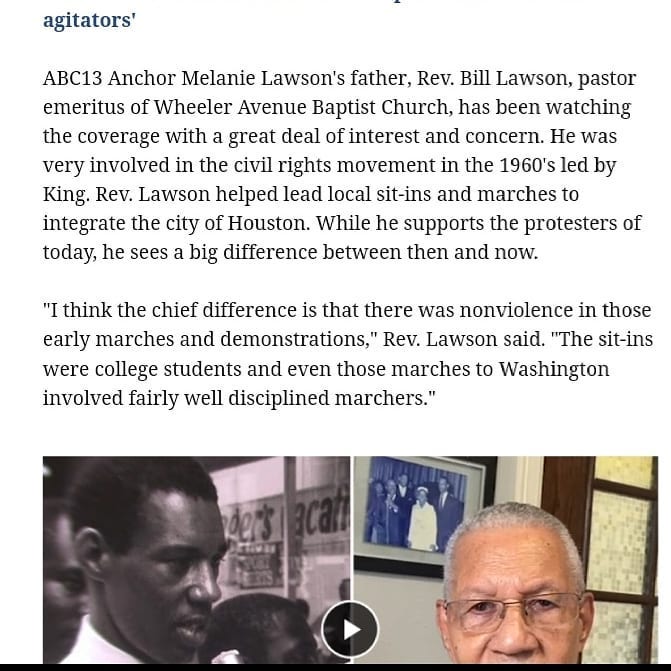 agitators'
ABC13 Anchor Melanie Lawson's father, Rev. Bill Lawson, pastor
emeritus of Wheeler Avenue Baptist Church, has been watching
the coverage with a great deal of interest and concern. He was
very involved in the civil rights movement in the 1960's led by
King. Rev. Lawson helped lead local sit-ins and marches to
integrate the city of Houston. While he supports the protesters of
today, he sees a big difference between then and now.
"I think the chief difference is that there was nonviolence in those
early marches and demonstrations," Rev. Lawson said. "The sit-ins
were college students and even those marches to Washington
involved fairly well disciplined marchers."